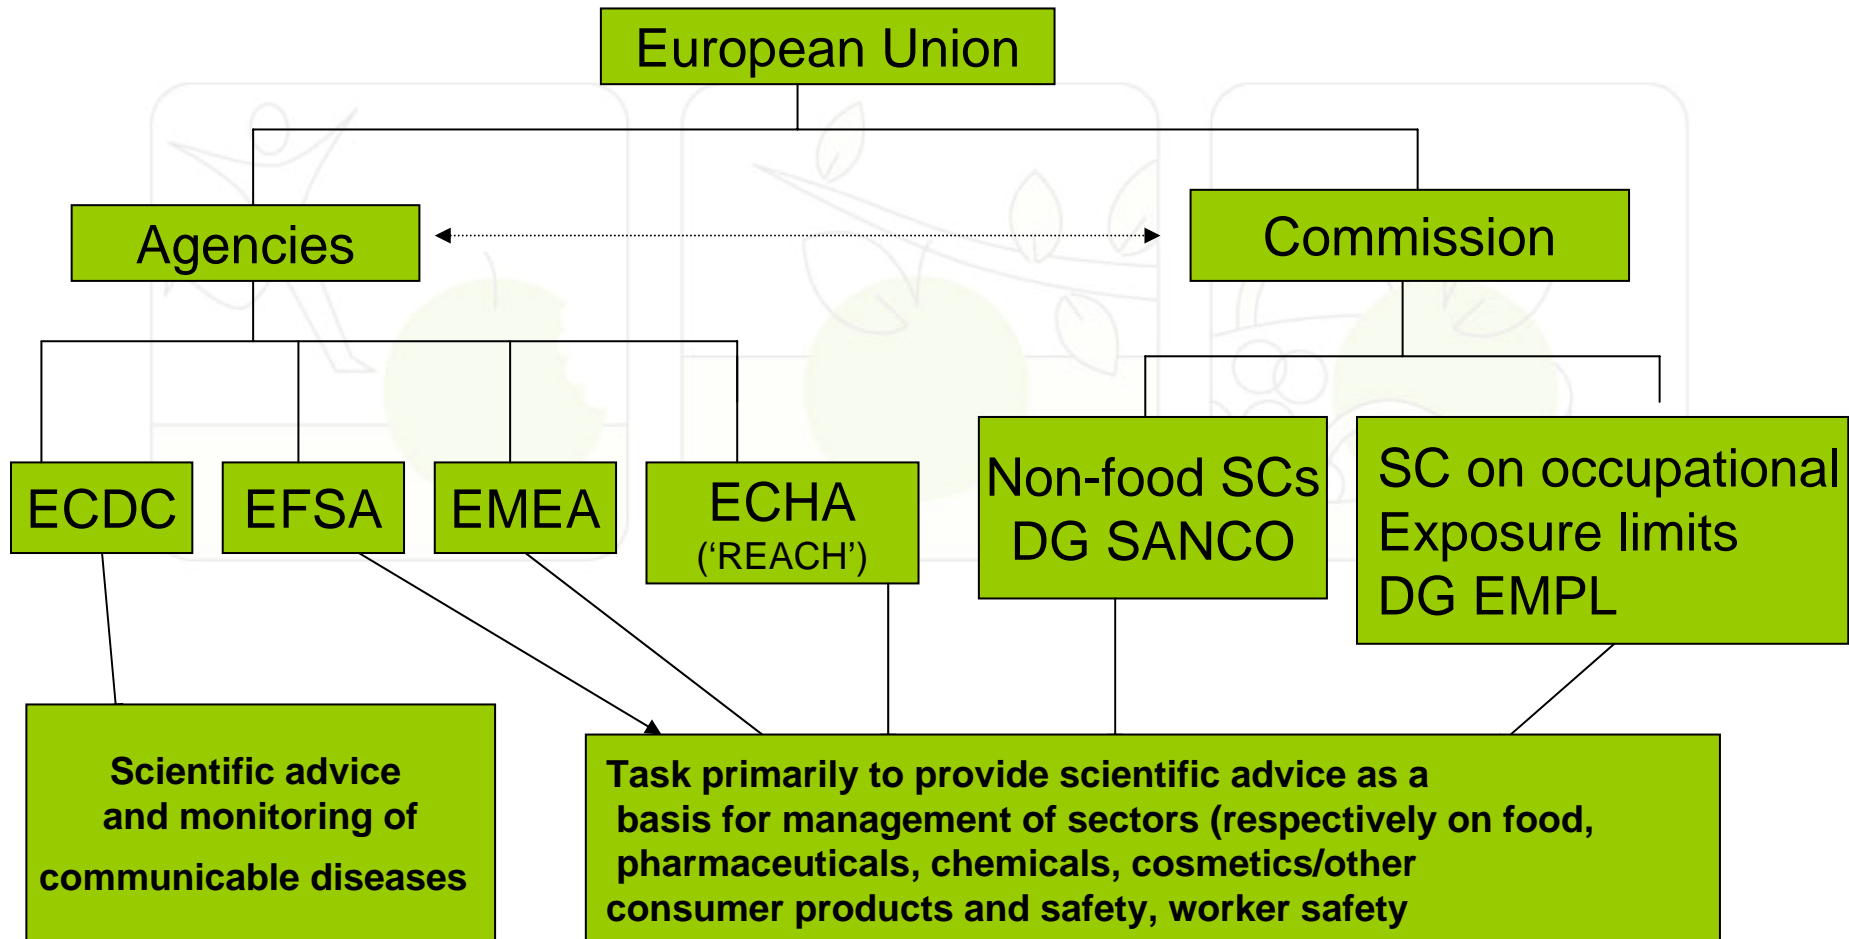 European Union
Agencies
Commission
ECDC
EFSA
EMEA
ECHA
(‘REACH’)
Non-food SCs
DG SANCO
SC on occupational
Exposure limits
DG EMPL
Scientific advice
and monitoring of
communicable diseases
Task primarily to provide scientific advice as a
basis for management of sectors (respectively on food,
pharmaceuticals, chemicals, cosmetics/other
consumer products and safety, worker safety